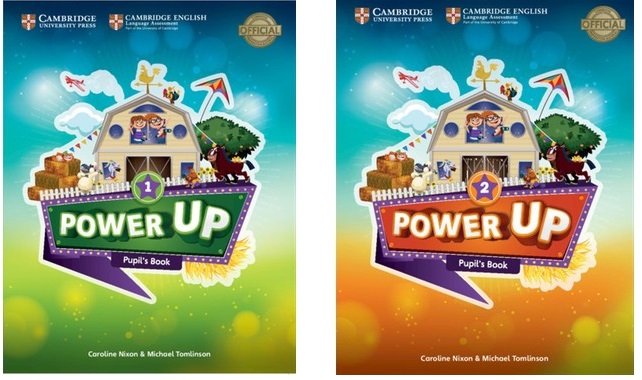 CAMBRIDGE
UNIVERSITY PRESS
CAMBRIDGE ENGLISH
Language Assessment
Part of the University of Cambridge
OFFICIAL
1
POWER UP
Pupil's Book
Caroline Nixon & Michael Tomlinson
CAMBRIDGE
UNIVERSITY PRESS
CAMBRIDGE ENGLISH
Language Assessment
Part of the University of Cambridge
OFFICIAL
2
POWER UP
Pupil's Book
Caroline Nixon & Michael Tomlinson